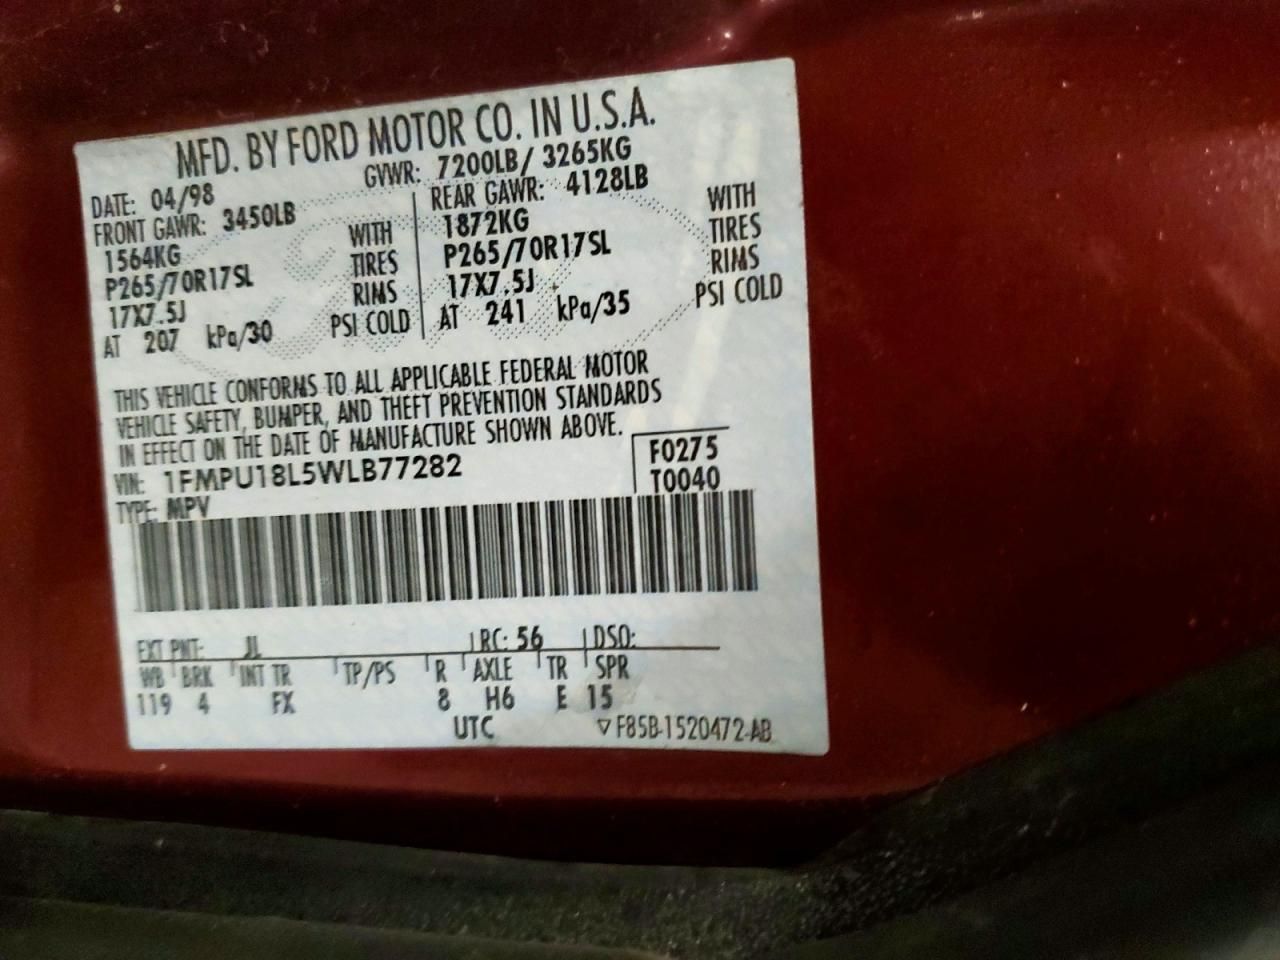 MFD. BY FORD MOTOR CO. IN U.S.A.
DATE: 04/98 GVWR: 7200LB/ 3265KG
FRONT GAWR: 3450LB REAR GAWR: 4128LB
1564KG WITH 1872KG WITH
P265/70R17SL TIRES P265/70R17SL TIRES
17X7.5J RIMS 17X7.5J RIMS
AT 207 kPa/30 PSI COLD AT 241 kPa/35 PSI COLD
THIS VEHICLE CONFORMS TO ALL APPLICABLE FEDERAL MOTOR
VEHICLE SAFETY, BUMPER, AND THEFT PREVENTION STANDARDS
IN EFFECT ON THE DATE OF MANUFACTURE SHOWN ABOVE.
VIN: 1FMPU18L5WLB77282 F0275
TYPE: MPV T0040
EXT PNT: JL RC: 56 DSO:
WB BRK INT TR TP/PS R AXLE TR SPR
119 4 FX 8 H6 E 15
UTC ▽F85B-1520472-AB